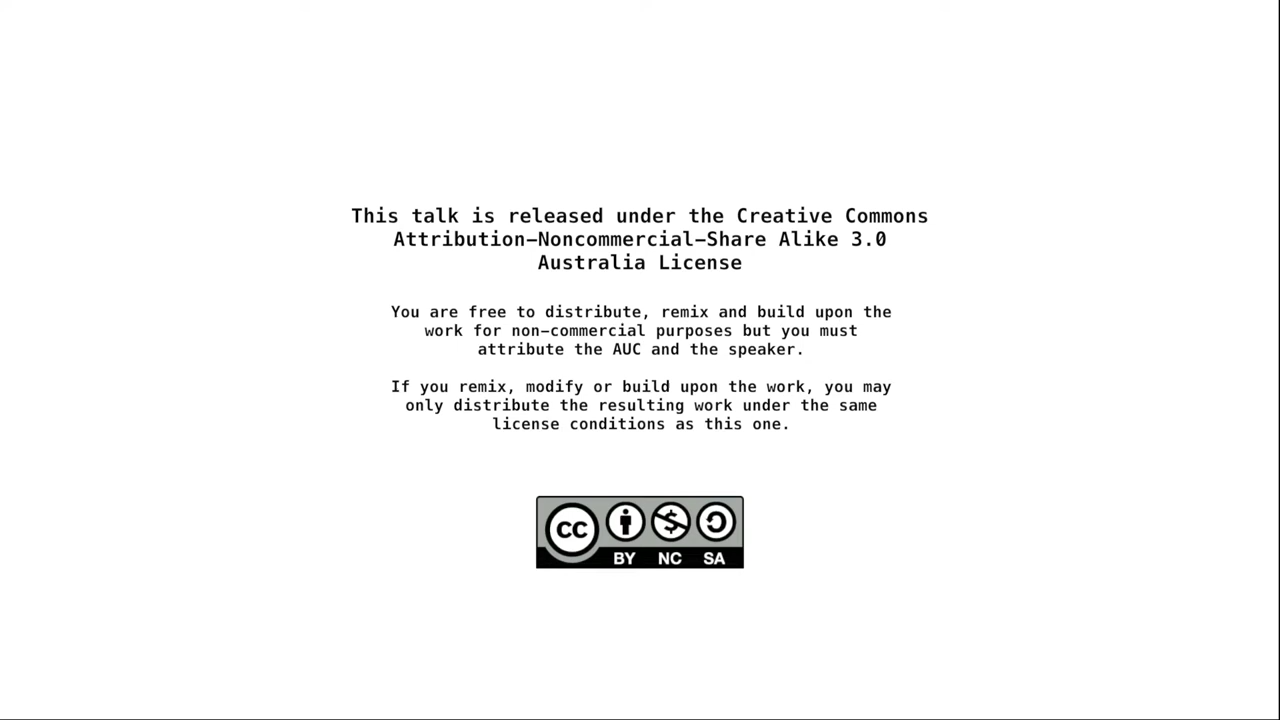 This talk is released under the Creative Commons
Attribution-Noncommercial-Share Alike 3.0
Australia License
You are free to distribute, remix and build upon the
work for non-commercial purposes but you must
attribute the AUC and the speaker.
If you remix, modify or build upon the work, you may
only distribute the resulting work under the same
license conditions as this one.
CC
BY NC SA